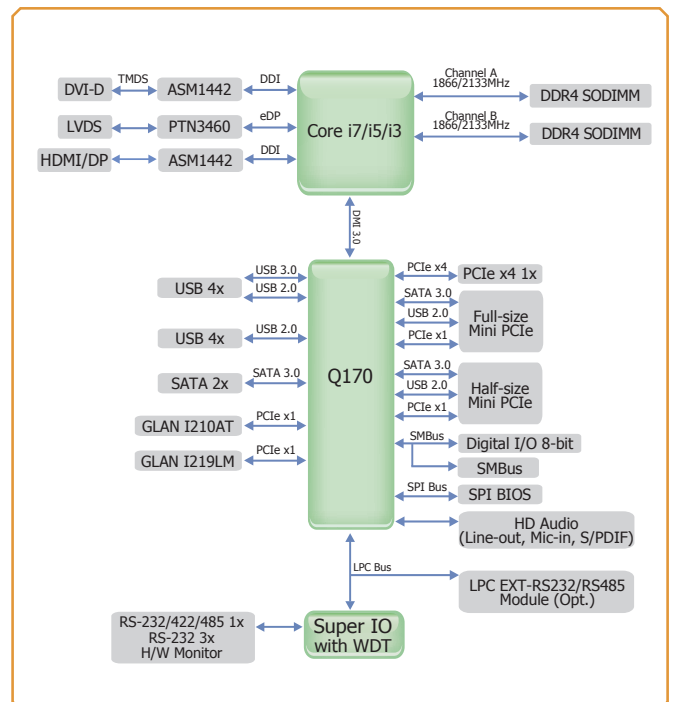 DVI-D
TMDS
ASM1442
DDI
LVDS
PTN3460
eDP
HDMI/DP
ASM1442
DDI
Core i7/i5/i3
Channel A
1866/2133MHz
DDR4 SODIMM
Channel B
1866/2133MHz
DDR4 SODIMM
DMI 3.0
Q170
USB 4x
USB 3.0
USB 2.0
USB 4x
USB 2.0
SATA 2x
SATA 3.0
GLAN I210AT
PCIe x1
GLAN I219LM
PCIe x1
PCIe x4
PCIe x4 1x
SATA 3.0
USB 2.0
PCIe x1
Full-size
Mini PCIe
SATA 3.0
USB 2.0
PCIe x1
Half-size
Mini PCIe
SMBus
Digital I/O 8-bit
SMBus
SPI Bus
SPI BIOS
HD Audio
(Line-out, Mic-in, S/PDIF)
LPC Bus
LPC EXT-RS232/RS485
Module (Opt.)
RS-232/422/485 1x
RS-232 3x
H/W Monitor
Super IO
with WDT